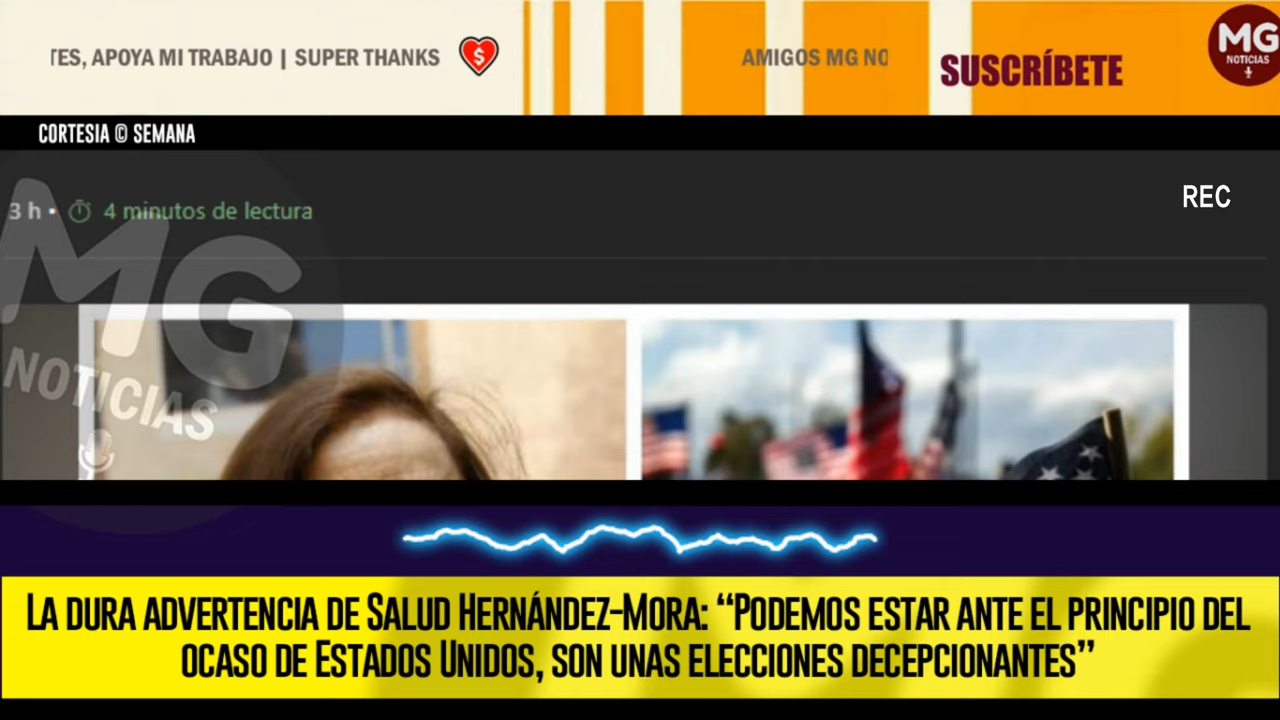 TES, APOYA MI TRABAJO | SUPER THANKS
$
AMIGOS MG NO
SUSCRÍBETE
MG
NOTICIAS
CORTESIA © SEMANA
3 h • 4 minutos de lectura
REC
MG
NOTICIAS
LA DURA ADVERTENCIA DE SALUD HERNÁNDEZ-MORA: “PODEMOS ESTAR ANTE EL PRINCIPIO DEL
OCASO DE ESTADOS UNIDOS, SON UNAS ELECCIONES DECEPCIONANTES”